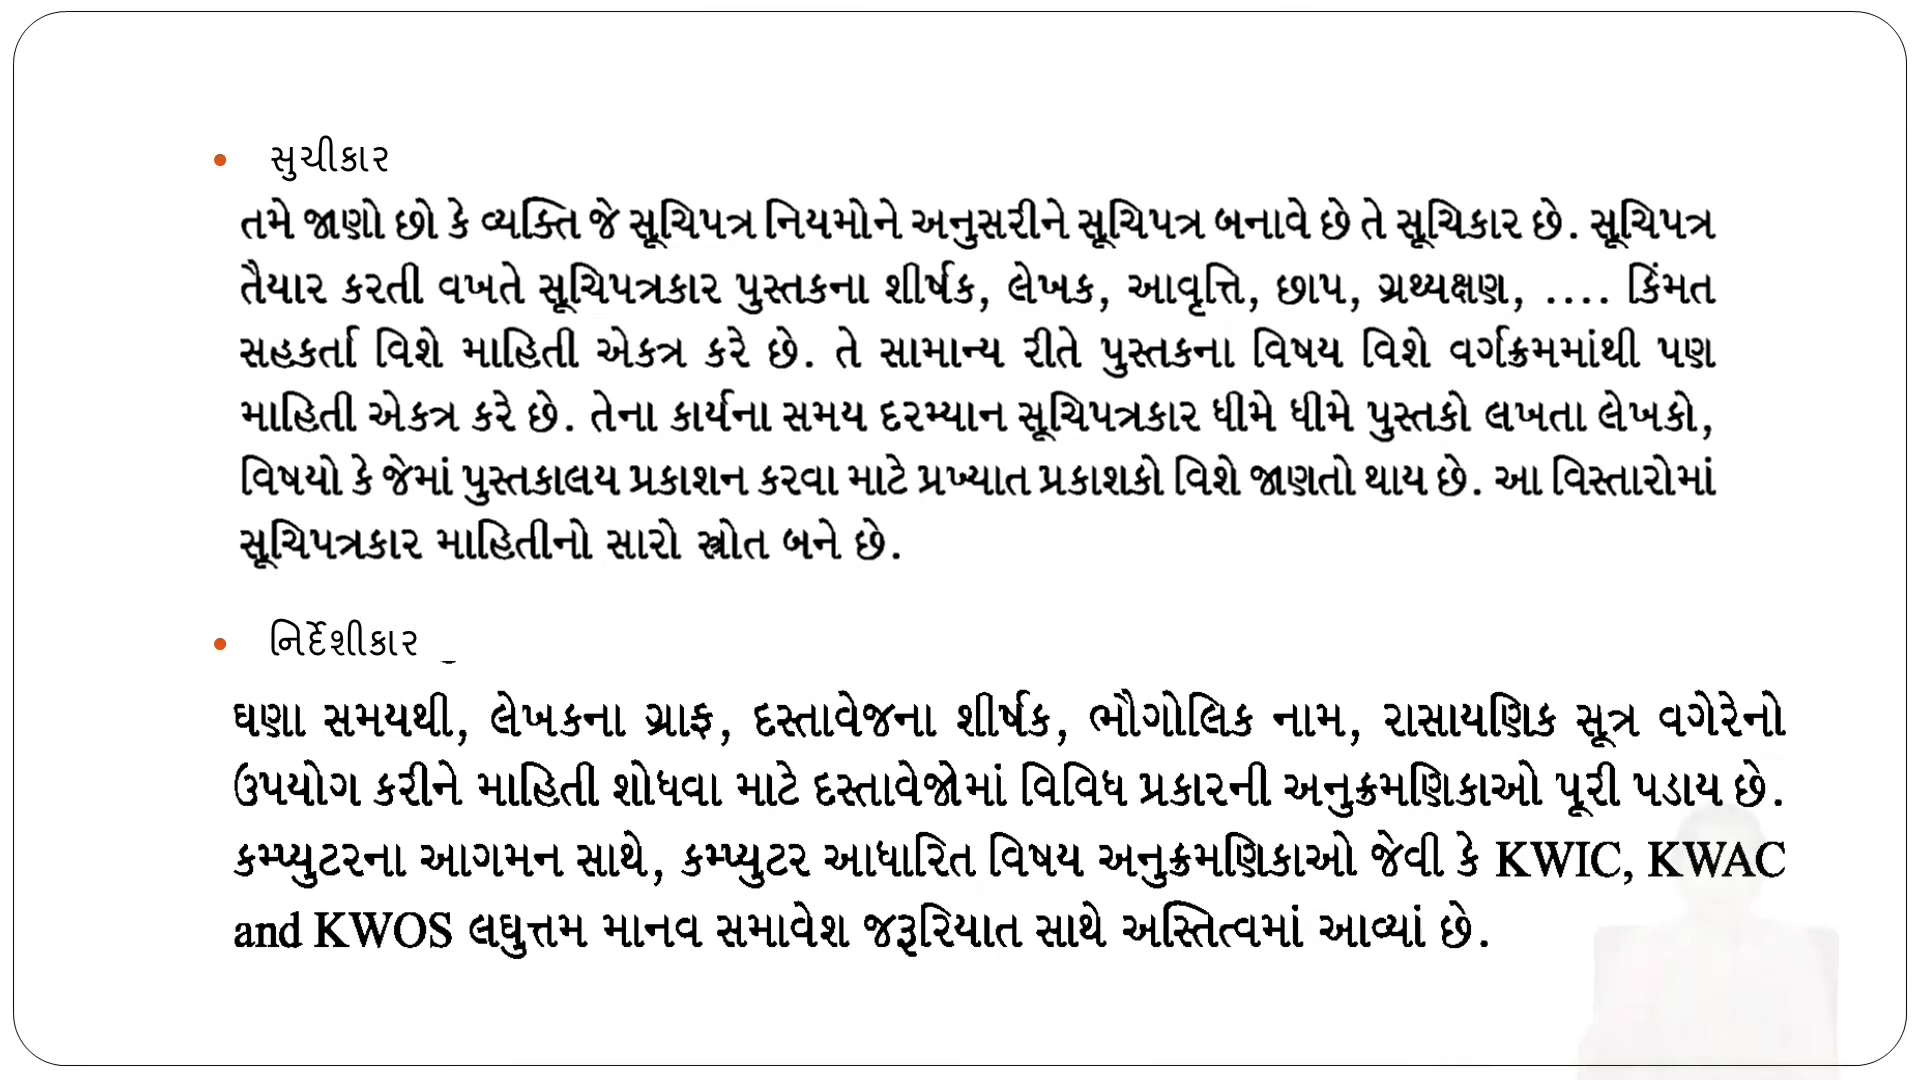 • સુચીકાર
તમે જાણો છો કે વ્યક્તિ જે સૂચિપત્ર નિયમોને અનુસરીને સૂચિપત્ર બનાવે છે તે સૂચિકાર છે. સૂચિપત્ર
તૈયાર કરતી વખતે સૂચિપત્રકાર પુસ્તકના શીર્ષક, લેખક, આવૃત્તિ, છાપ, ગ્રથ્યક્ષણ, .... કિંમત
સહકર્તા વિશે માહિતી એકત્ર કરે છે. તે સામાન્ય રીતે પુસ્તકના વિષય વિશે વર્ગક્રમમાંથી પણ
માહિતી એકત્ર કરે છે. તેના કાર્યના સમય દરમ્યાન સૂચિપત્રકાર ધીમે ધીમે પુસ્તકો લખતા લેખકો,
વિષયો કે જેમાં પુસ્તકાલય પ્રકાશન કરવા માટે પ્રખ્યાત પ્રકાશકો વિશે જાણતો થાય છે. આ વિસ્તારોમાં
સૂચિપત્રકાર માહિતીનો સારો સ્ત્રોત બને છે.
• નિર્દેશીકાર
ઘણા સમયથી, લેખકના ગ્રાફ, દસ્તાવેજના શીર્ષક, ભૌગોલિક નામ, રાસાયણિક સૂત્ર વગેરેનો
ઉપયોગ કરીને માહિતી શોધવા માટે દસ્તાવેજોમાં વિવિધ પ્રકારની અનુક્રમણિકાઓ પૂરી પડાય છે.
કમ્પ્યુટરના આગમન સાથે, કમ્પ્યુટર આધારિત વિષય અનુક્રમણિકાઓ જેવી કે KWIC, KWAC
and KWOS લઘુત્તમ માનવ સમાવેશ જરૂરિયાત સાથે અસ્તિત્વમાં આવ્યાં છે.